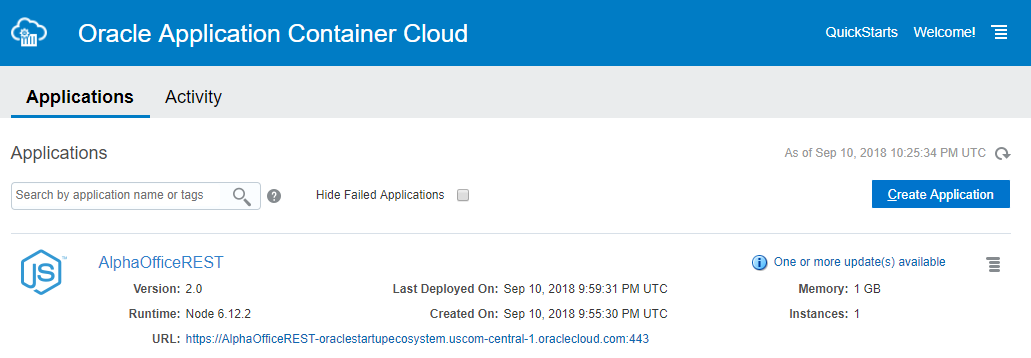 Oracle Application Container Cloud QuickStarts Welcome!
Applications Activity
Applications As of Sep 10, 2018 10:25:34 PM UTC
Search by application name or tags ? Hide Failed Applications Create Application
JS AlphaOfficeREST i One or more update(s) available
Version: 2.0 Last Deployed On: Sep 10, 2018 9:59:31 PM UTC Memory: 1 GB
Runtime: Node 6.12.2 Created On: Sep 10, 2018 9:55:30 PM UTC Instances: 1
URL: https://AlphaOfficeREST-oraclestartupecosystem.uscom-central-1.oraclecloud.com:443